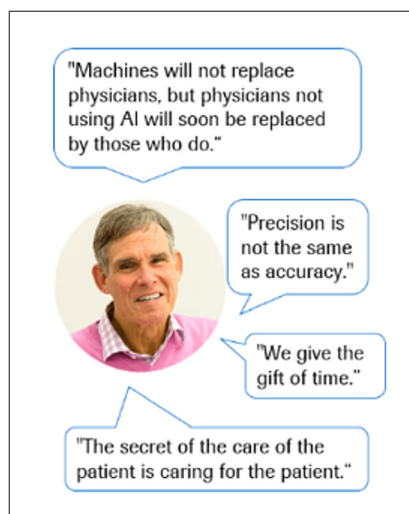 "Machines will not replace
physicians, but physicians not
using AI will soon be replaced
by those who do.“
"Precision is
not the same
as accuracy."
"We give the
gift of time.“
"The secret of the care of the
patient is caring for the patient.“